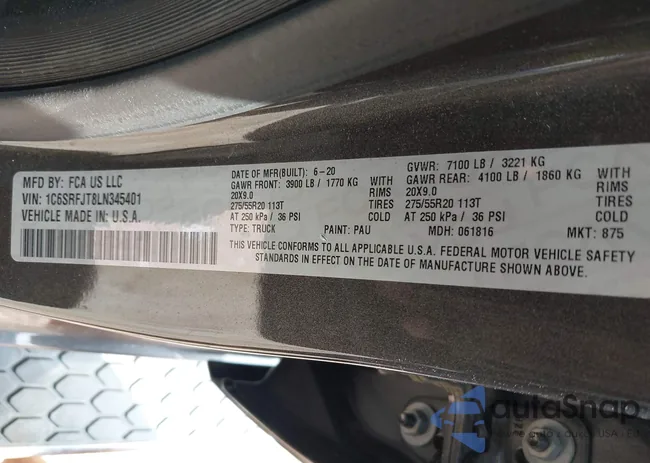 MFD BY: FCA US LLC
VIN: 1C6SRFJT8LN345401
VEHICLE MADE IN U.S.A.
DATE OF MFR(BUILT): 6-20
GAWR FRONT: 3900 LB / 1770 KG WITH
20X9.0 RIMS
275/55R20 113T TIRES
AT 250 kPa / 36 PSI COLD
TYPE: TRUCK PAINT: PAU
GVWR: 7100 LB / 3221 KG
GAWR REAR: 4100 LB / 1860 KG WITH
20X9.0 RIMS
275/55R20 113T TIRES
AT 250 kPa / 36 PSI COLD
MDH: 061816 MKT: 875
THIS VEHICLE CONFORMS TO ALL APPLICABLE U.S.A. FEDERAL MOTOR VEHICLE SAFETY
STANDARDS IN EFFECT ON THE DATE OF MANUFACTURE SHOWN ABOVE.
autoSnap